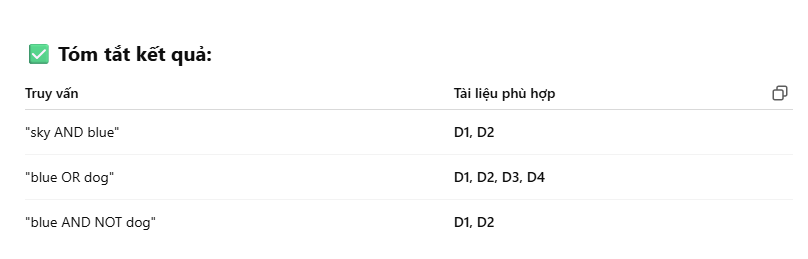 ✅ Tóm tắt kết quả:
Truy vấn Tài liệu phù hợp
"sky AND blue" D1, D2
"blue OR dog" D1, D2, D3, D4
"blue AND NOT dog" D1, D2